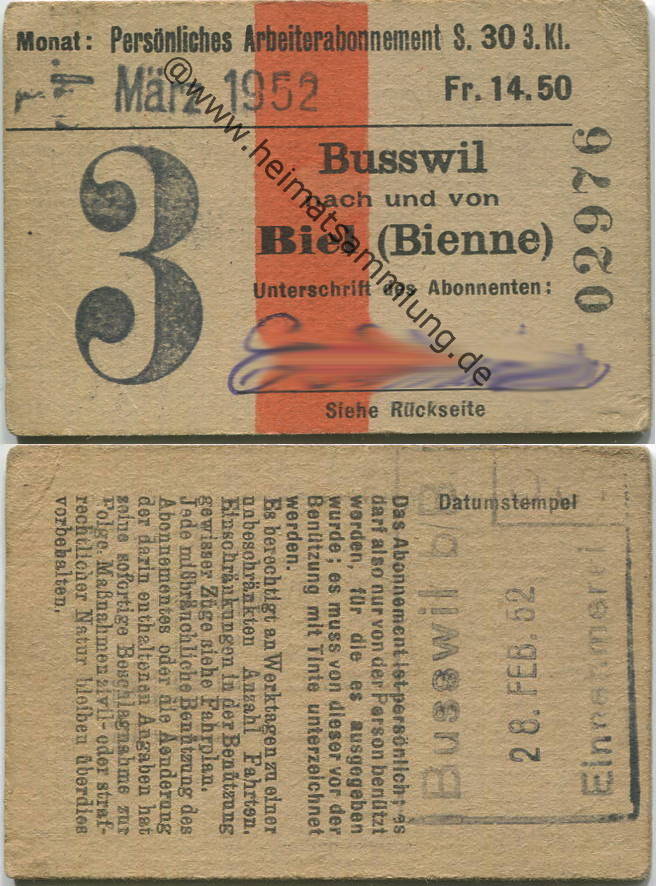 Monat: Persönliches Arbeiterabonnement S. 30 3. Kl.
März 1952 Fr. 14.50
3
Busswil
nach und von
Biel (Bienne)
02976
Unterschrift des Abonnenten:
Siehe Rückseite
@www.heimatsammlung.de
Das Abonnement ist persönlich; es
darf also nur von der Person benützt
werden, für die es ausgegeben
wurde; es muss von dieser vor der
Benützung mit Tinte unterzeichnet
werden.
Es berechtigt an Werktagen zu einer
unbeschränkten Anzahl Fahrten.
Einschränkungen in der Benützung
gewisser Züge siehe Fahrplan.
Jede mißbräuchliche Benützung des
Abonnementes oder die Aenderung
der darin enthaltenen Angaben hat
seine sofortige Beschlagnahme zur
Folge. Maßnahmen zivil- oder straf-
rechtlicher Natur bleiben überdies
vorbehalten.
Datumstempel
Busswil b/B
28. FEB. 52
Einnehmerei